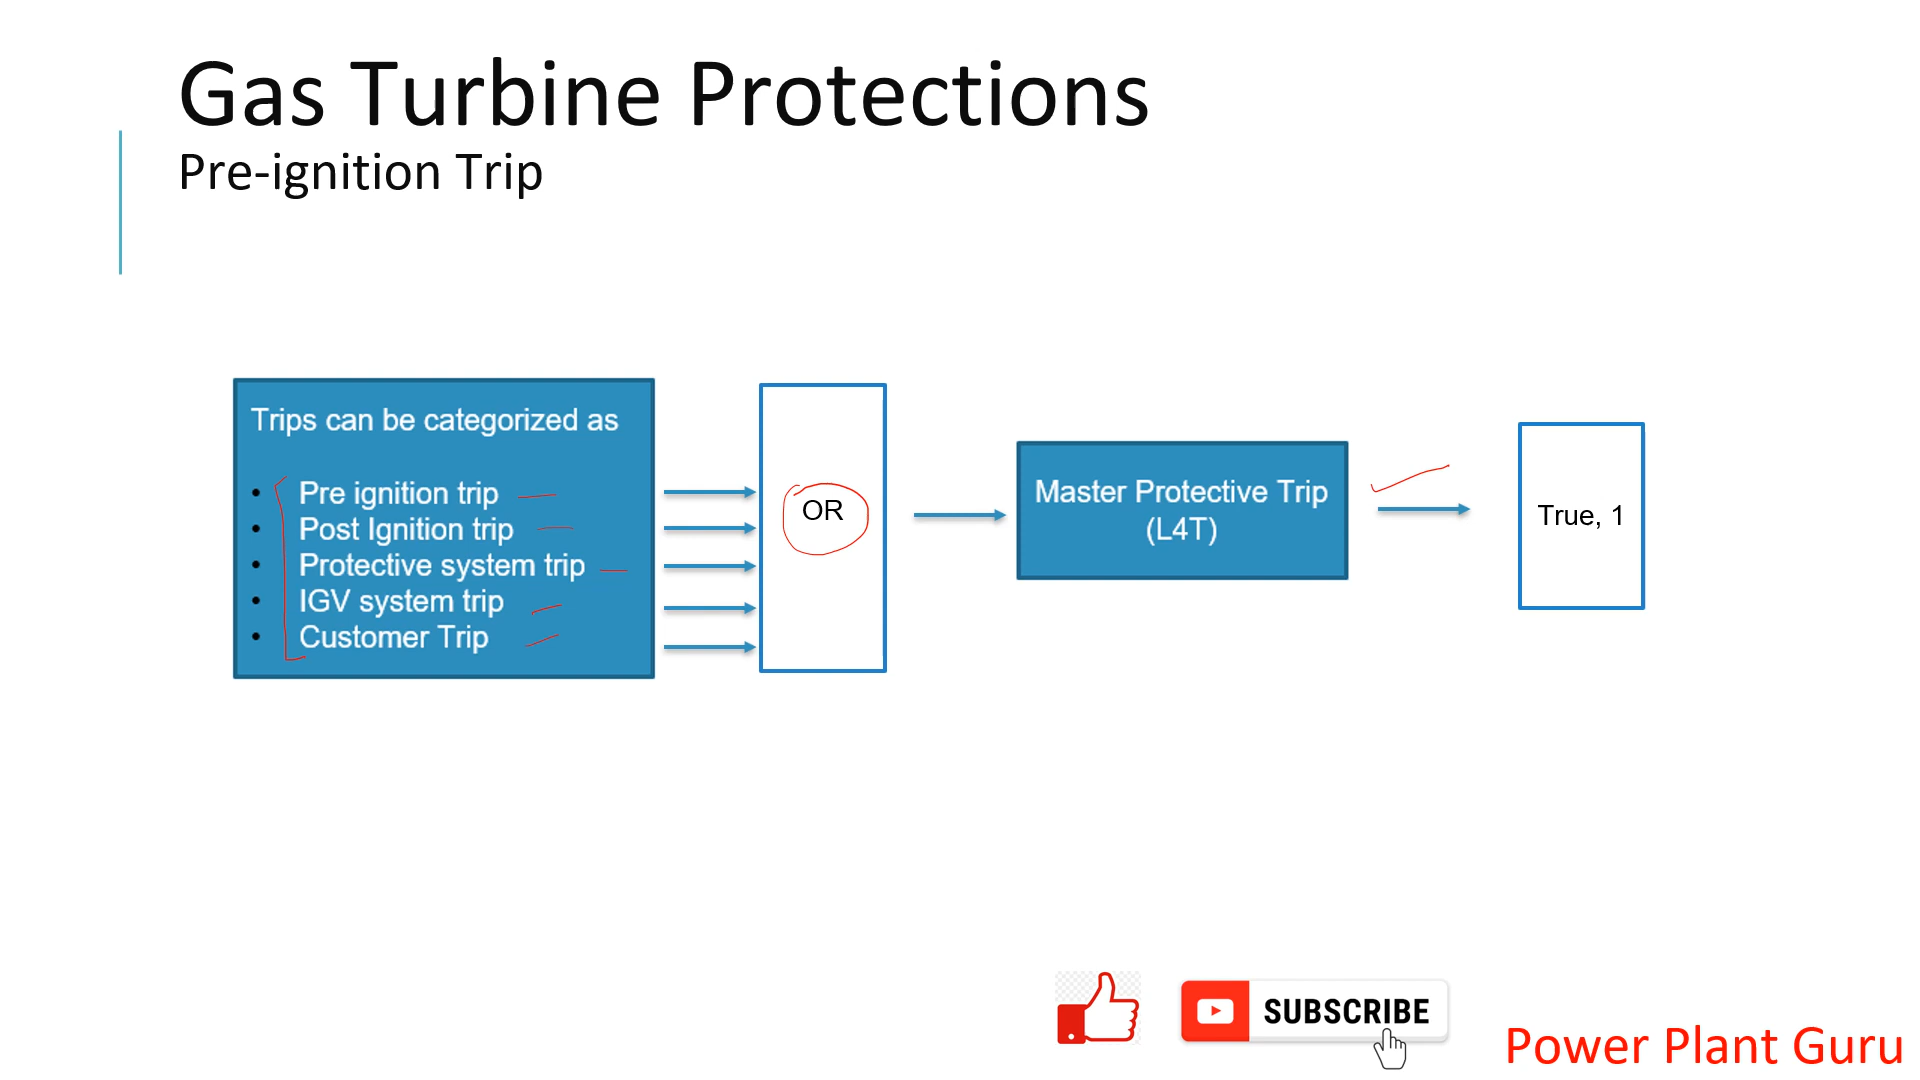 Gas Turbine Protections
Pre-ignition Trip
Trips can be categorized as
• Pre ignition trip
• Post Ignition trip
• Protective system trip
• IGV system trip
• Customer Trip
OR
Master Protective Trip
(L4T)
True, 1
SUBSCRIBE
Power Plant Guru